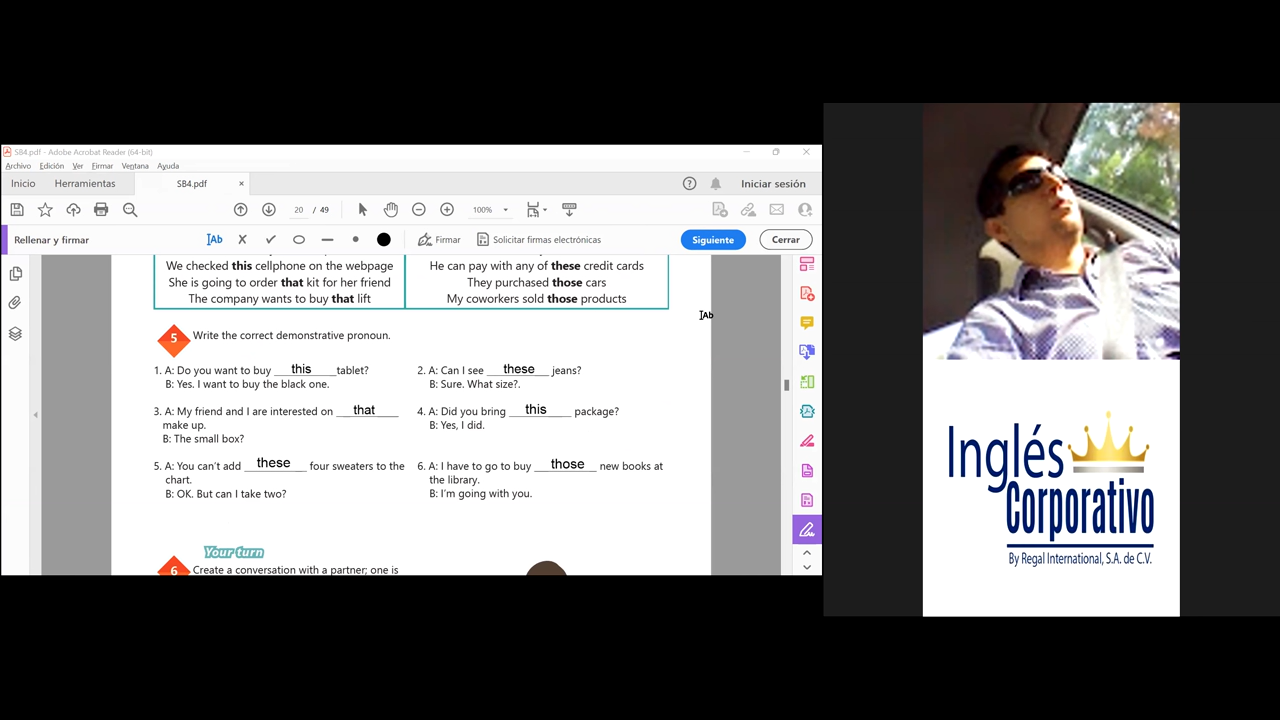 SB4.pdf - Adobe Acrobat Reader (64-bit)
Archivo Edición Ver Firmar Ventana Ayuda
Inicio Herramientas SB4.pdf × Iniciar sesión
20 / 49 100%
Rellenar y firmar Ab Firmar Solicitar firmas electrónicas Siguiente Cerrar
We checked this cellphone on the webpage
She is going to order that kit for her friend
The company wants to buy that lift
He can pay with any of these credit cards
They purchased those cars
My coworkers sold those products
Ab
5 Write the correct demonstrative pronoun.
1. A: Do you want to buy ___this___ tablet?
B: Yes. I want to buy the black one.
2. A: Can I see ___these___ jeans?
B: Sure. What size?.
3. A: My friend and I are interested on ___that___
make up.
B: The small box?
4. A: Did you bring ___this___ package?
B: Yes, I did.
5. A: You can't add ___these___ four sweaters to the
chart.
B: OK. But can I take two?
6. A: I have to go to buy ___those___ new books at
the library.
B: I'm going with you.
Your turn
6 Create a conversation with a partner; one is
Inglés
Corporativo
By Regal International, S.A. de C.V.